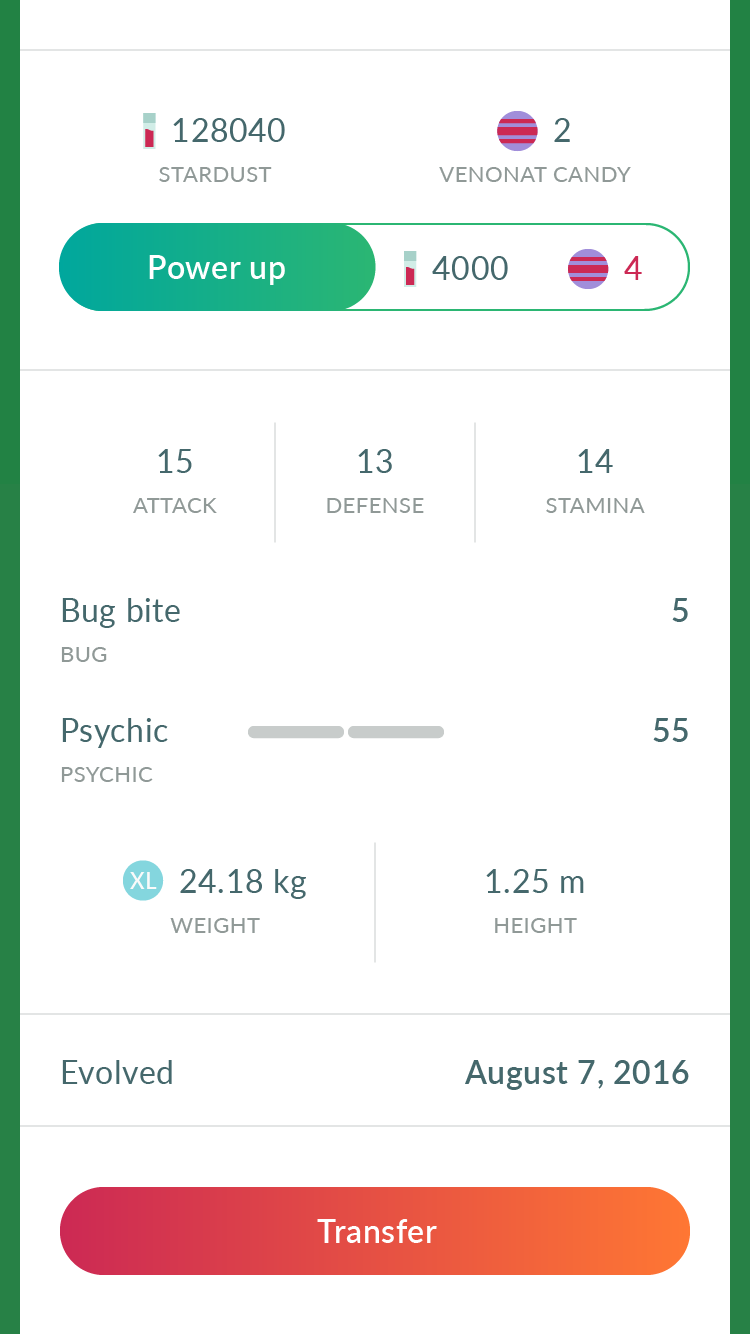 128040 2
STARDUST VENONAT CANDY
Power up 4000 4
15 13 14
ATTACK DEFENSE STAMINA
Bug bite 5
BUG
Psychic 55
PSYCHIC
XL 24.18 kg 1.25 m
WEIGHT HEIGHT
Evolved August 7, 2016
Transfer